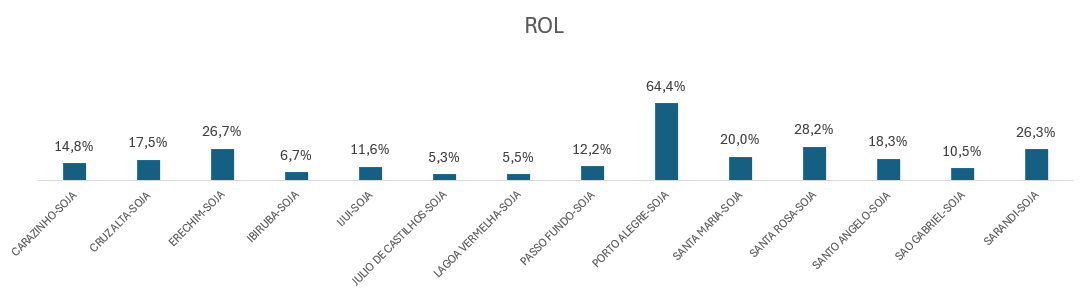 ROL
14,8%
17,5%
26,7%
6,7%
11,6%
5,3%
5,5%
12,2%
64,4%
20,0%
28,2%
18,3%
10,5%
26,3%
CARAZINHO-SOJA
CRUZ ALTA-SOJA
ERECHIM-SOJA
IBIRUBA-SOJA
IJUI-SOJA
JULIO DE CASTILHOS-SOJA
LAGOA VERMELHA-SOJA
PASSO FUNDO-SOJA
PORTO ALEGRE-SOJA
SANTA MARIA-SOJA
SANTA ROSA-SOJA
SANTO ANGELO-SOJA
SAO GABRIEL-SOJA
SARANDI-SOJA